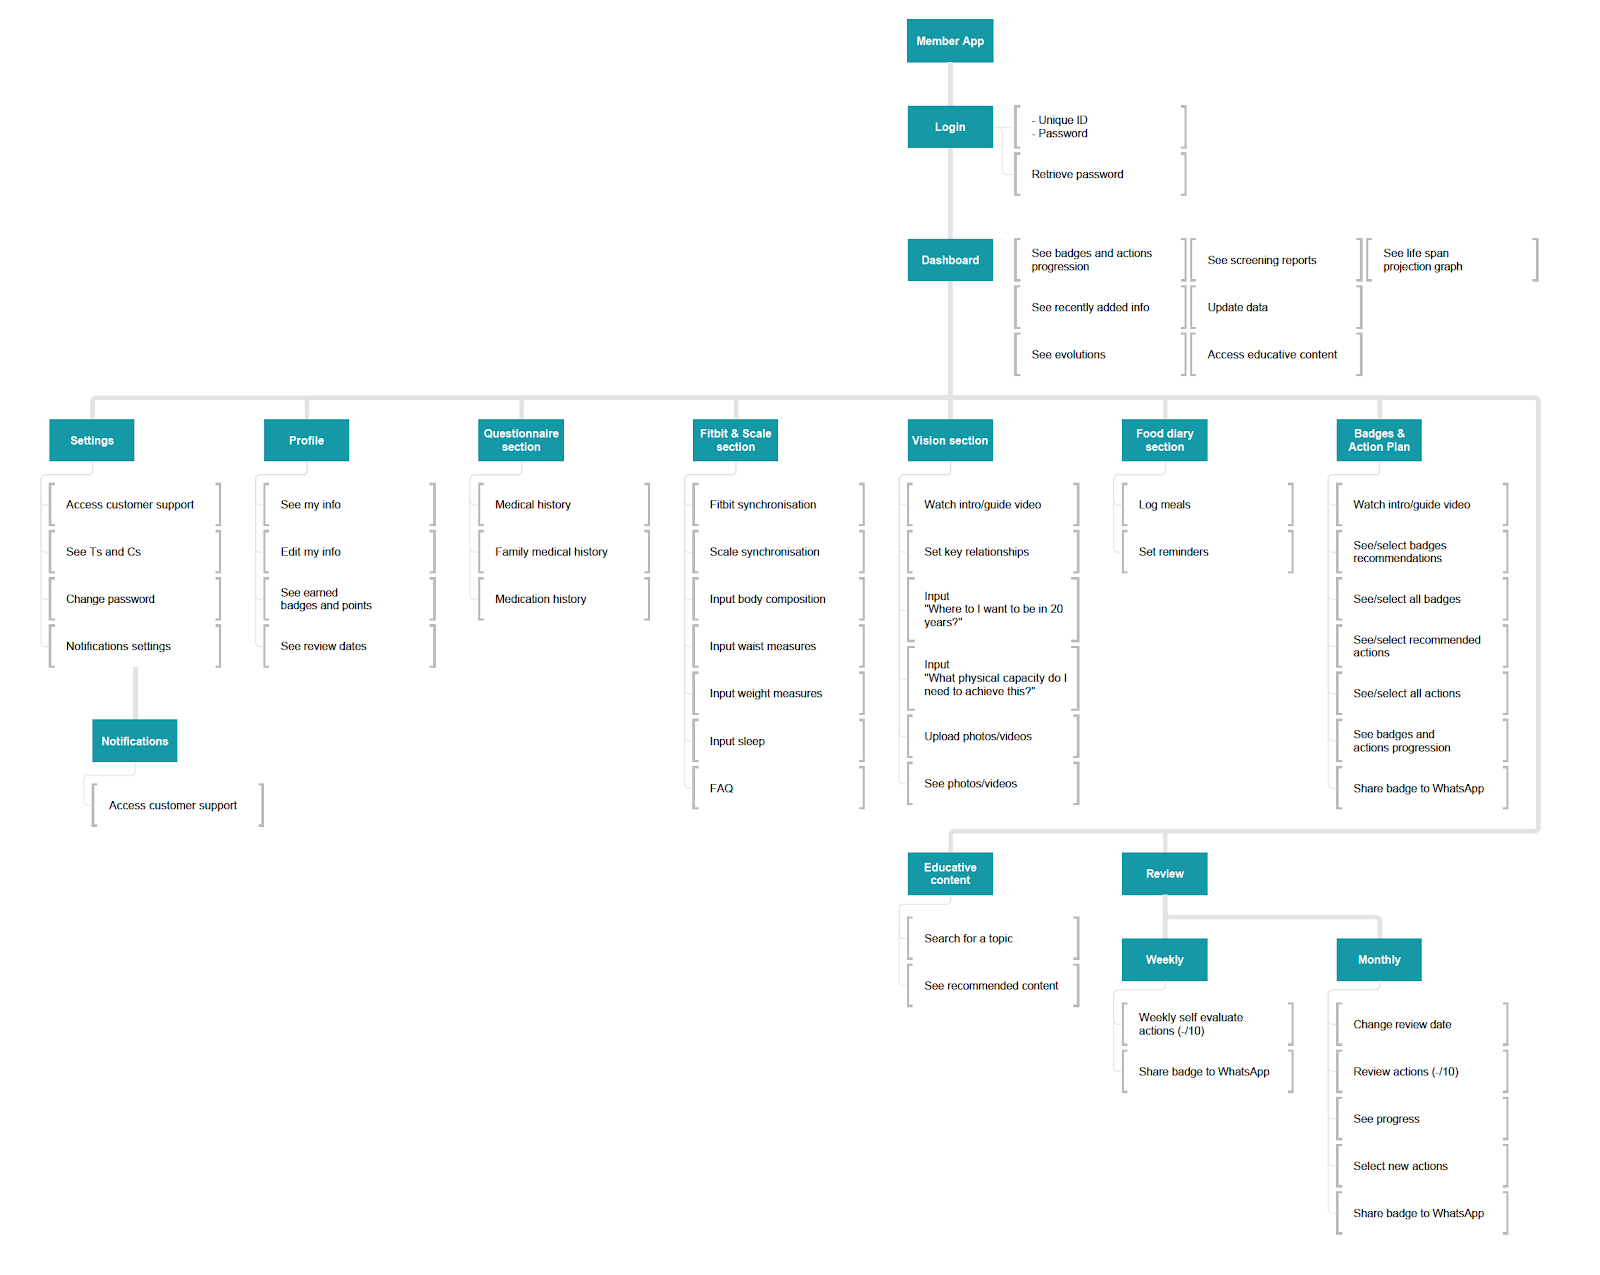 Member App
Login
- Unique ID
- Password
Retrieve password
Dashboard
See badges and actions
progression
See screening reports
See life span
projection graph
See recently added info
Update data
See evolutions
Access educative content
Settings
Access customer support
See Ts and Cs
Change password
Notifications settings
Notifications
Access customer support
Profile
See my info
Edit my info
See earned
badges and points
See review dates
Questionnaire
section
Medical history
Family medical history
Medication history
Fitbit & Scale
section
Fitbit synchronisation
Scale synchronisation
Input body composition
Input waist measures
Input weight measures
Input sleep
FAQ
Vision section
Watch intro/guide video
Set key relationships
Input
"Where to I want to be in 20
years?"
Input
"What physical capacity do I
need to achieve this?"
Upload photos/videos
See photos/videos
Food diary
section
Log meals
Set reminders
Badges &
Action Plan
Watch intro/guide video
See/select badges
recommendations
See/select all badges
See/select recommended
actions
See/select all actions
See badges and
actions progression
Share badge to WhatsApp
Educative
content
Search for a topic
See recommended content
Review
Weekly
Weekly self evaluate
actions (-/10)
Share badge to WhatsApp
Monthly
Change review date
Review actions (-/10)
See progress
Select new actions
Share badge to WhatsApp